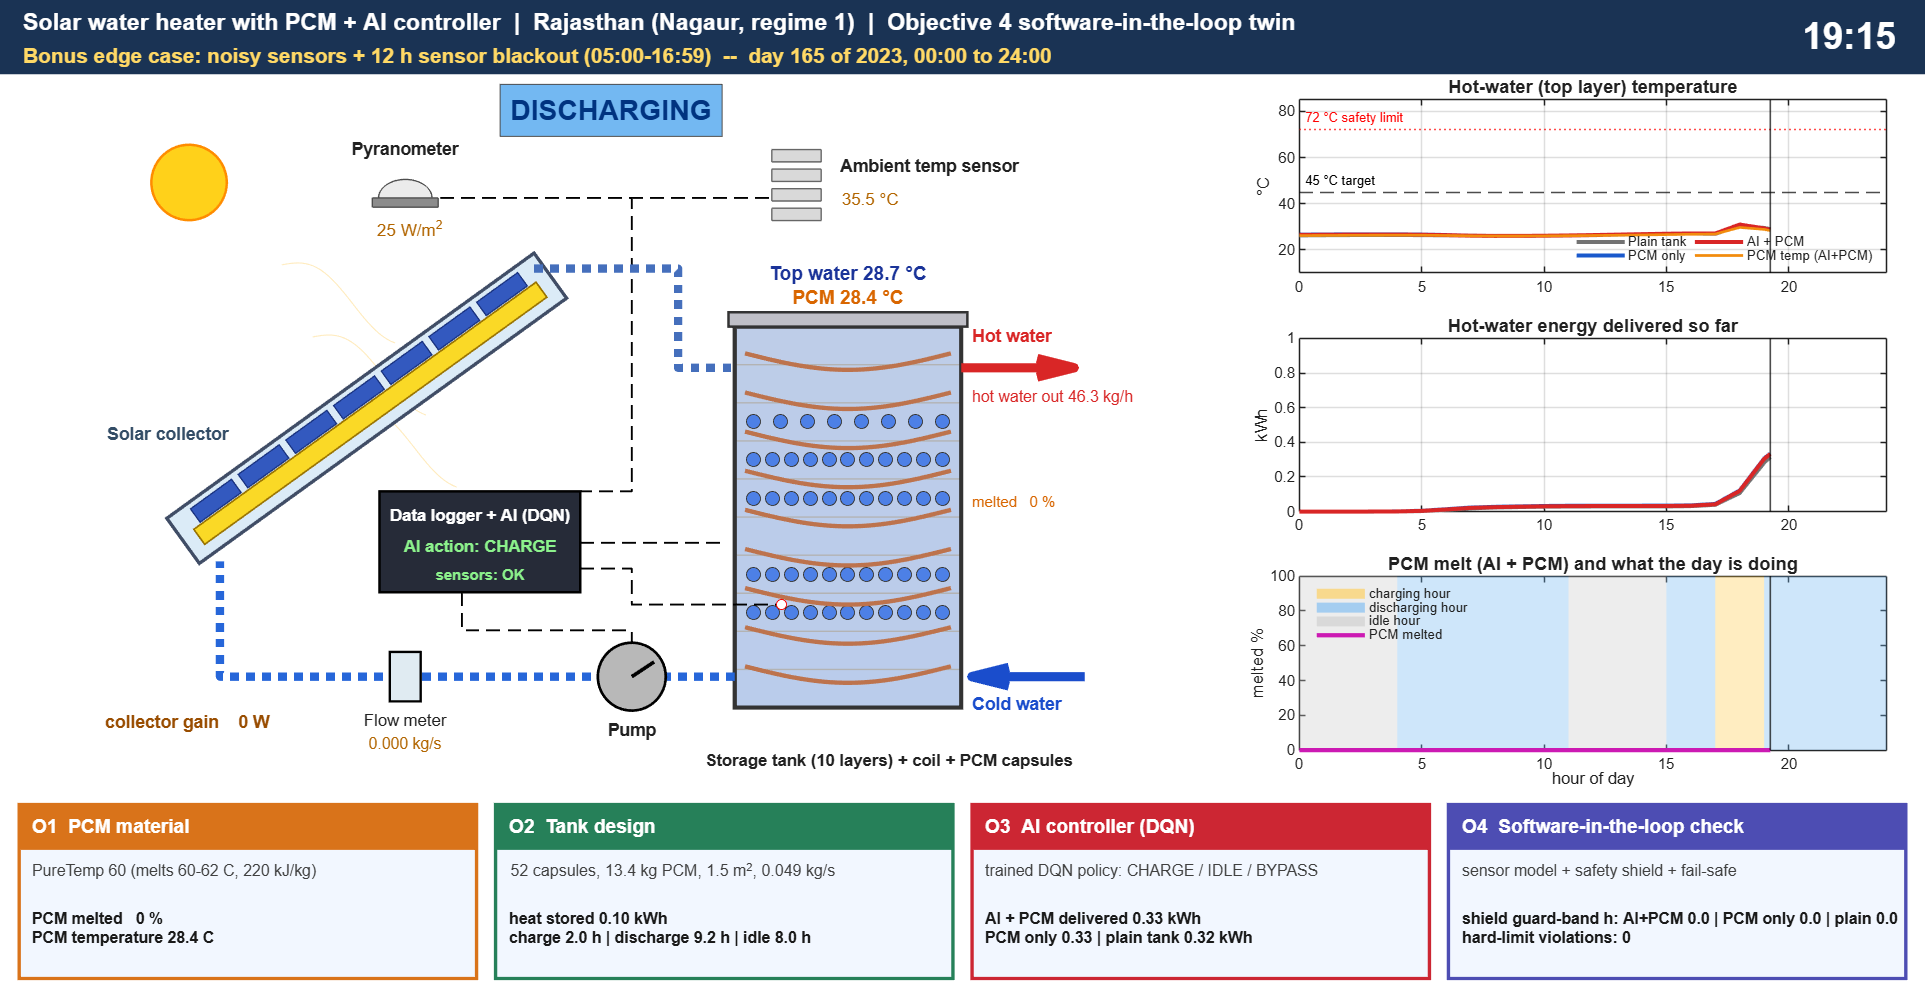 Solar water heater with PCM + AI controller | Rajasthan (Nagaur, regime 1) | Objective 4 software-in-the-loop twin
19:15
Bonus edge case: noisy sensors + 12 h sensor blackout (05:00-16:59) -- day 165 of 2023, 00:00 to 24:00
DISCHARGING
Pyranometer
25 W/m²
Ambient temp sensor
35.5 °C
Top water 28.7 °C
PCM 28.4 °C
Hot water
hot water out 46.3 kg/h
Solar collector
melted 0 %
Data logger + AI (DQN)
AI action: CHARGE
sensors: OK
collector gain 0 W
Flow meter
0.000 kg/s
Pump
Cold water
Storage tank (10 layers) + coil + PCM capsules
Hot-water (top layer) temperature
80
60
40
20
°C
72 °C safety limit
45 °C target
Plain tank
AI + PCM
PCM only
PCM temp (AI+PCM)
0
5
10
15
20
Hot-water energy delivered so far
1
0.8
0.6
0.4
0.2
0
kWh
0
5
10
15
20
PCM melt (AI + PCM) and what the day is doing
100
80
60
40
20
0
melted %
charging hour
discharging hour
idle hour
PCM melted
0
5
10
15
20
hour of day
O1 PCM material
PureTemp 60 (melts 60-62 C, 220 kJ/kg)
PCM melted 0 %
PCM temperature 28.4 C
O2 Tank design
52 capsules, 13.4 kg PCM, 1.5 m², 0.049 kg/s
heat stored 0.10 kWh
charge 2.0 h | discharge 9.2 h | idle 8.0 h
O3 AI controller (DQN)
trained DQN policy: CHARGE / IDLE / BYPASS
AI + PCM delivered 0.33 kWh
PCM only 0.33 | plain tank 0.32 kWh
O4 Software-in-the-loop check
sensor model + safety shield + fail-safe
shield guard-band h: AI+PCM 0.0 | PCM only 0.0 | plain 0.0
hard-limit violations: 0